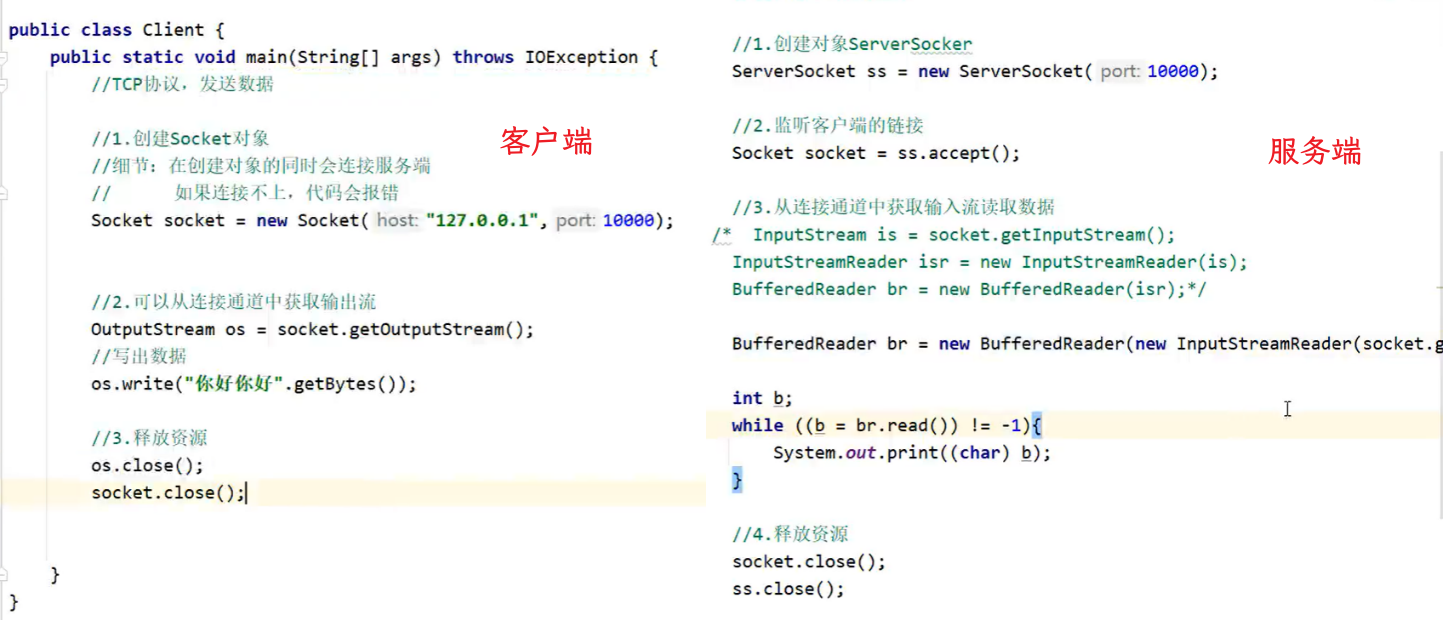 public class Client {
public static void main(String[] args) throws IOException {
//TCP协议，发送数据
//1.创建Socket对象
//细节：在创建对象的同时会连接服务端
// 如果连接不上，代码会报错
Socket socket = new Socket( host: "127.0.0.1", port: 10000);
//2.可以从连接通道中获取输出流
OutputStream os = socket.getOutputStream();
//写出数据
os.write("你好你好".getBytes());
//3.释放资源
os.close();
socket.close();
}
}
客户端
//1.创建对象ServerSocker
ServerSocket ss = new ServerSocket( port: 10000);
//2.监听客户端的链接
Socket socket = ss.accept();
//3.从连接通道中获取输入流读取数据
/* InputStream is = socket.getInputStream();
InputStreamReader isr = new InputStreamReader(is);
BufferedReader br = new BufferedReader(isr);*/
BufferedReader br = new BufferedReader(new InputStreamReader(socket.g
int b;
while ((b = br.read()) != -1){
System.out.print((char) b);
}
//4.释放资源
socket.close();
ss.close();
服务端